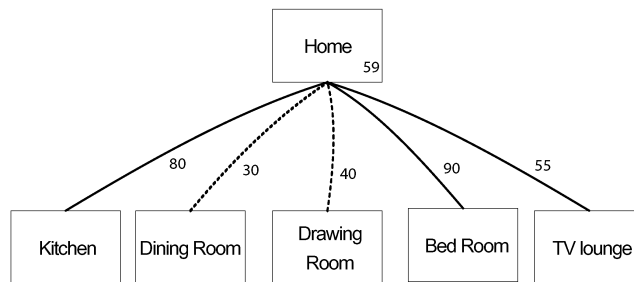 Home
59
80
30
40
90
55
Kitchen
Dining Room
Drawing
Room
Bed Room
TV lounge